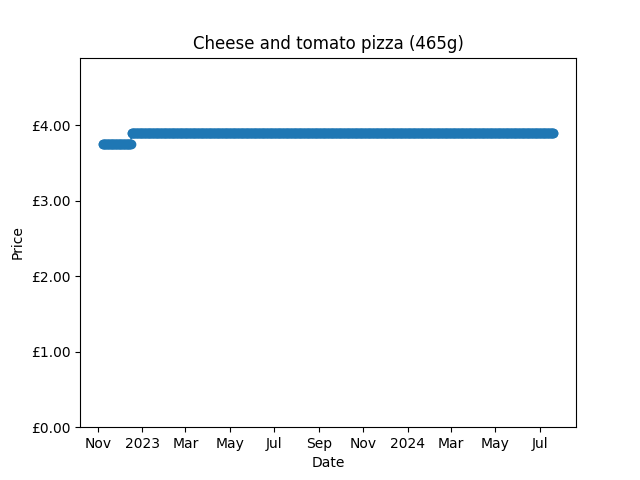 Cheese and tomato pizza (465g)
£4.00
£3.00
£2.00
£1.00
£0.00
Price
Nov 2023 Mar May Jul Sep Nov 2024 Mar May Jul
Date